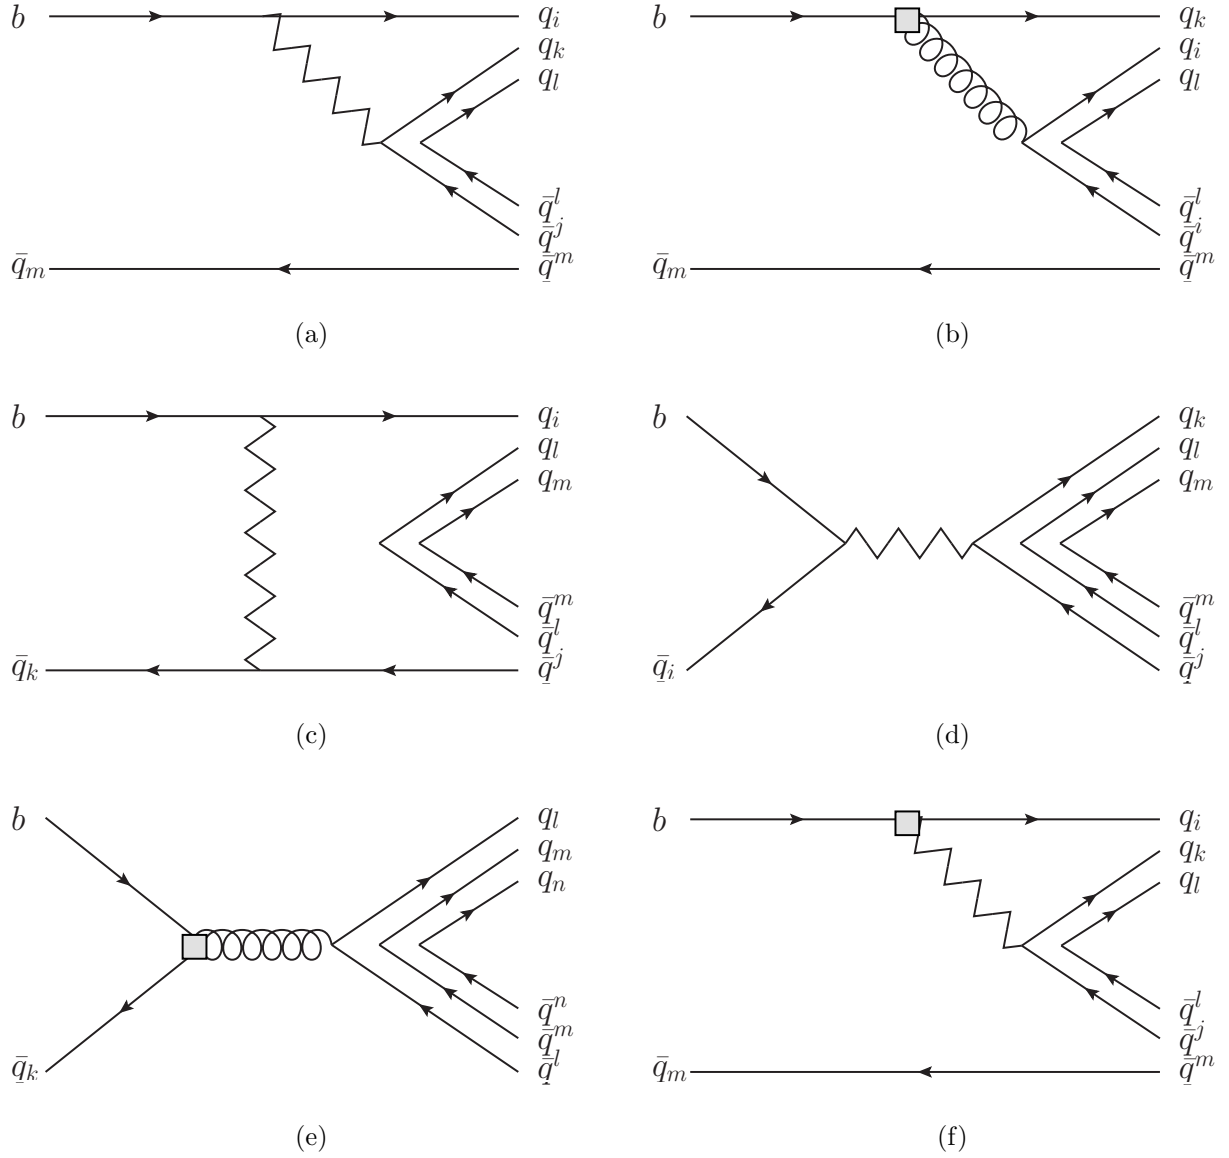 b q_i
q_k
q_l
q̄^l
q̄^j
q̄_m q̄^m
(a)
b q_k
q_i
q_l
q̄^l
q̄^i
q̄_m q̄^m
(b)
b q_i
q_l
q_m
q̄^m
q̄^l
q̄_k q̄^j
(c)
b q_k
q_l
q_m
q̄^m
q̄^l
q̄_i q̄^j
(d)
b q_l
q_m
q_n
q̄^n
q̄^m
q̄_k q̄^l
(e)
b q_i
q_k
q_l
q̄^l
q̄^j
q̄_m q̄^m
(f)